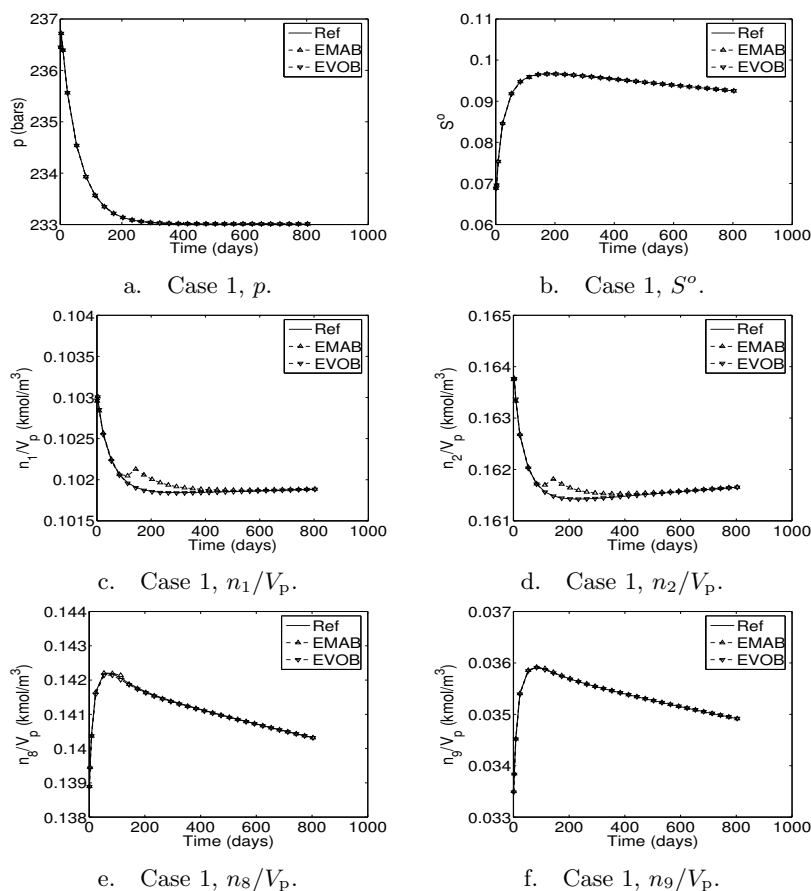 237
236
235
234
233
0 200 400 600 800 1000
Time (days)
p (bars)
Ref
EMAB
EVOB
a. Case 1, p.
0.11
0.1
0.09
0.08
0.07
0.06
0 200 400 600 800 1000
Time (days)
S^o
Ref
EMAB
EVOB
b. Case 1, S^o.
0.104
0.1035
0.103
0.1025
0.102
0.1015
0 200 400 600 800 1000
Time (days)
n_1/V_p (kmol/m^3)
Ref
EMAB
EVOB
c. Case 1, n_1/V_p.
0.165
0.164
0.163
0.162
0.161
0 200 400 600 800 1000
Time (days)
n_2/V_p (kmol/m^3)
Ref
EMAB
EVOB
d. Case 1, n_2/V_p.
0.144
0.143
0.142
0.141
0.14
0.139
0.138
0 200 400 600 800 1000
Time (days)
n_8/V_p (kmol/m^3)
Ref
EMAB
EVOB
e. Case 1, n_8/V_p.
0.037
0.036
0.035
0.034
0.033
0 200 400 600 800 1000
Time (days)
n_9/V_p (kmol/m^3)
Ref
EMAB
EVOB
f. Case 1, n_9/V_p.